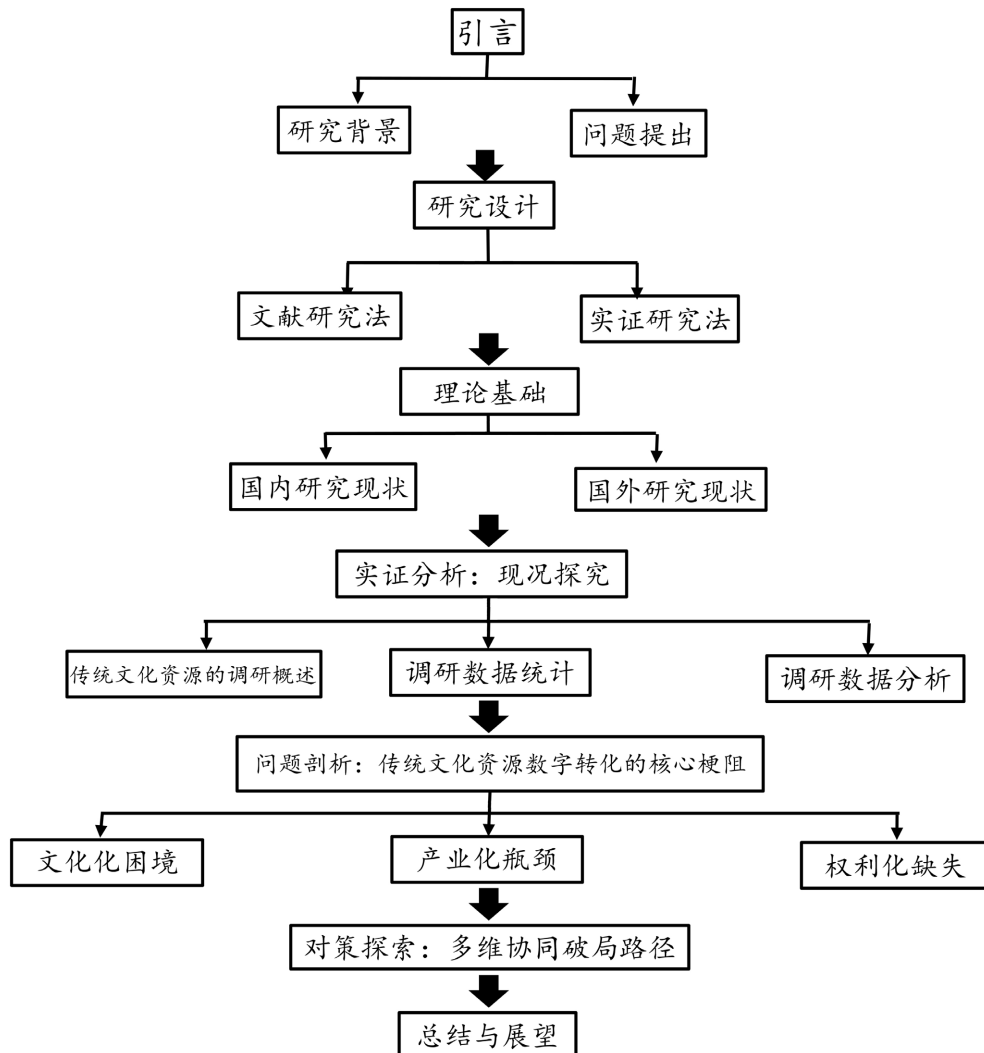 引言
研究背景
问题提出
研究设计
文献研究法
实证研究法
理论基础
国内研究现状
国外研究现状
实证分析：现况探究
传统文化资源的调研概述
调研数据统计
调研数据分析
问题剖析：传统文化资源数字转化的核心梗阻
文化化困境
产业化瓶颈
权利化缺失
对策探索：多维协同破局路径
总结与展望